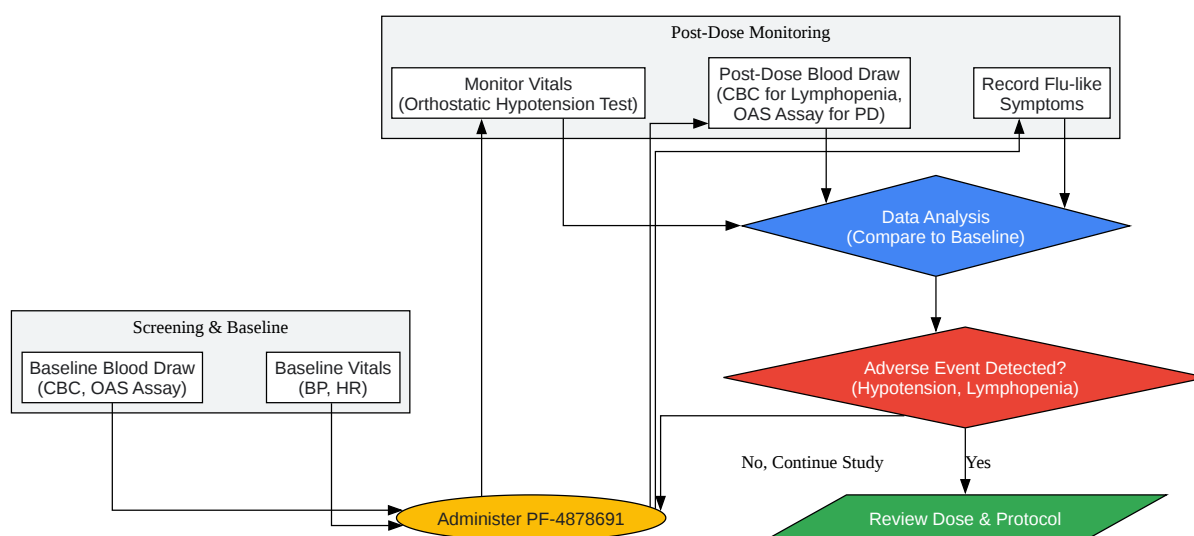 Post-Dose Monitoring
Monitor Vitals
(Orthostatic Hypotension Test)
Post-Dose Blood Draw
(CBC for Lymphopenia,
OAS Assay for PD)
Record Flu-like
Symptoms
Data Analysis
(Compare to Baseline)
Screening & Baseline
Baseline Blood Draw
(CBC, OAS Assay)
Baseline Vitals
(BP, HR)
Adverse Event Detected?
(Hypotension, Lymphopenia)
No, Continue Study
Yes
Administer PF-4878691
Review Dose & Protocol